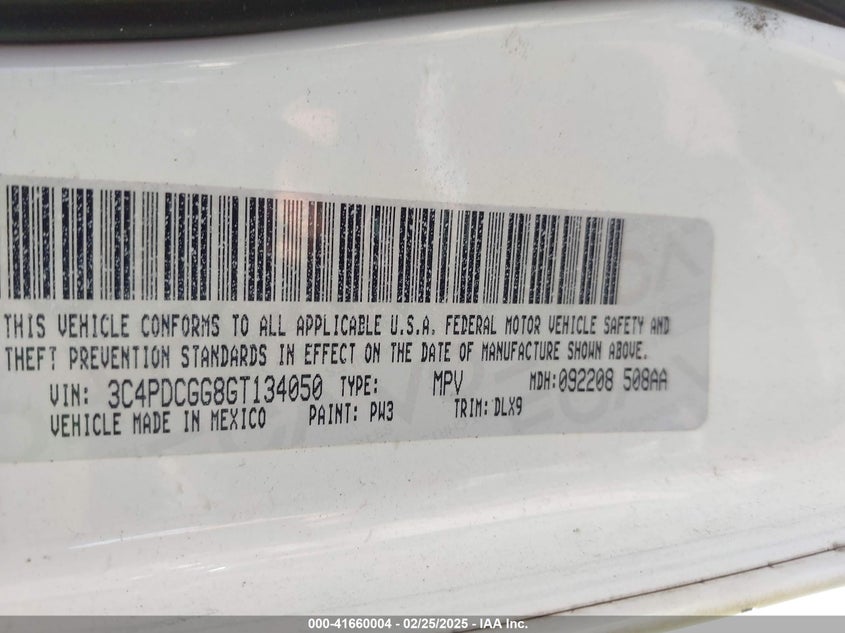 THIS VEHICLE CONFORMS TO ALL APPLICABLE U.S.A. FEDERAL MOTOR VEHICLE SAFETY AND
THEFT PREVENTION STANDARDS IN EFFECT ON THE DATE OF MANUFACTURE SHOWN ABOVE.
VIN: 3C4PDCGG8GT134050 TYPE: MPV MDH:092208 508AA
VEHICLE MADE IN MEXICO PAINT: PW3 TRIM:DLX9
000-41660004 - 02/25/2025 - IAA Inc.